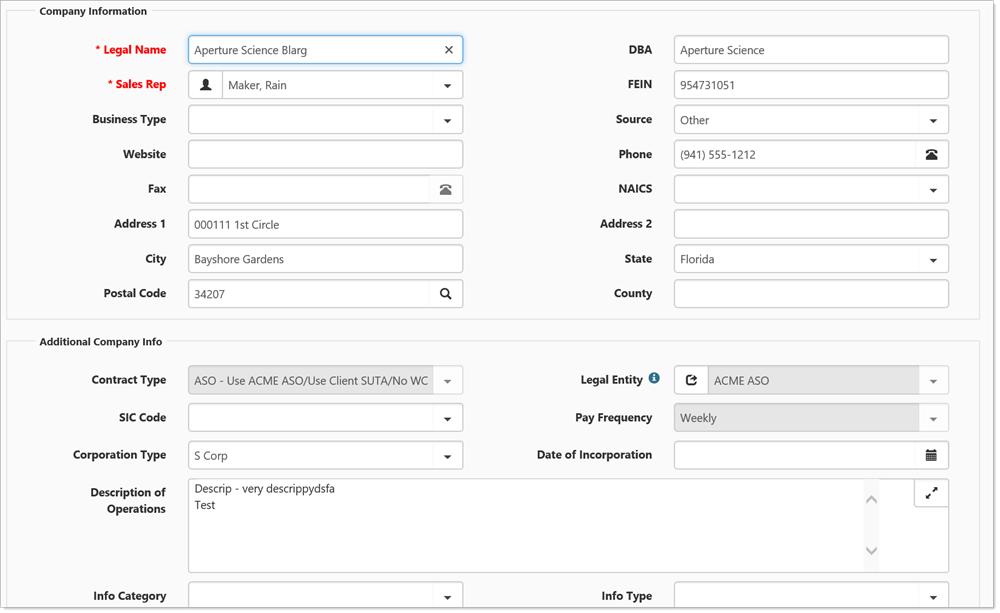 Company Information
* Legal Name Aperture Science Blarg DBA Aperture Science
* Sales Rep Maker, Rain FEIN 954731051
Business Type Source Other
Website Phone (941) 555-1212
Fax NAICS
Address 1 000111 1st Circle Address 2
City Bayshore Gardens State Florida
Postal Code 34207 County
Additional Company Info
Contract Type ASO - Use ACME ASO/Use Client SUTA/No WC Legal Entity ACME ASO
SIC Code Pay Frequency Weekly
Corporation Type S Corp Date of Incorporation
Description of Operations
Descrip - very descrippydsfa
Test
Info Category Info Type